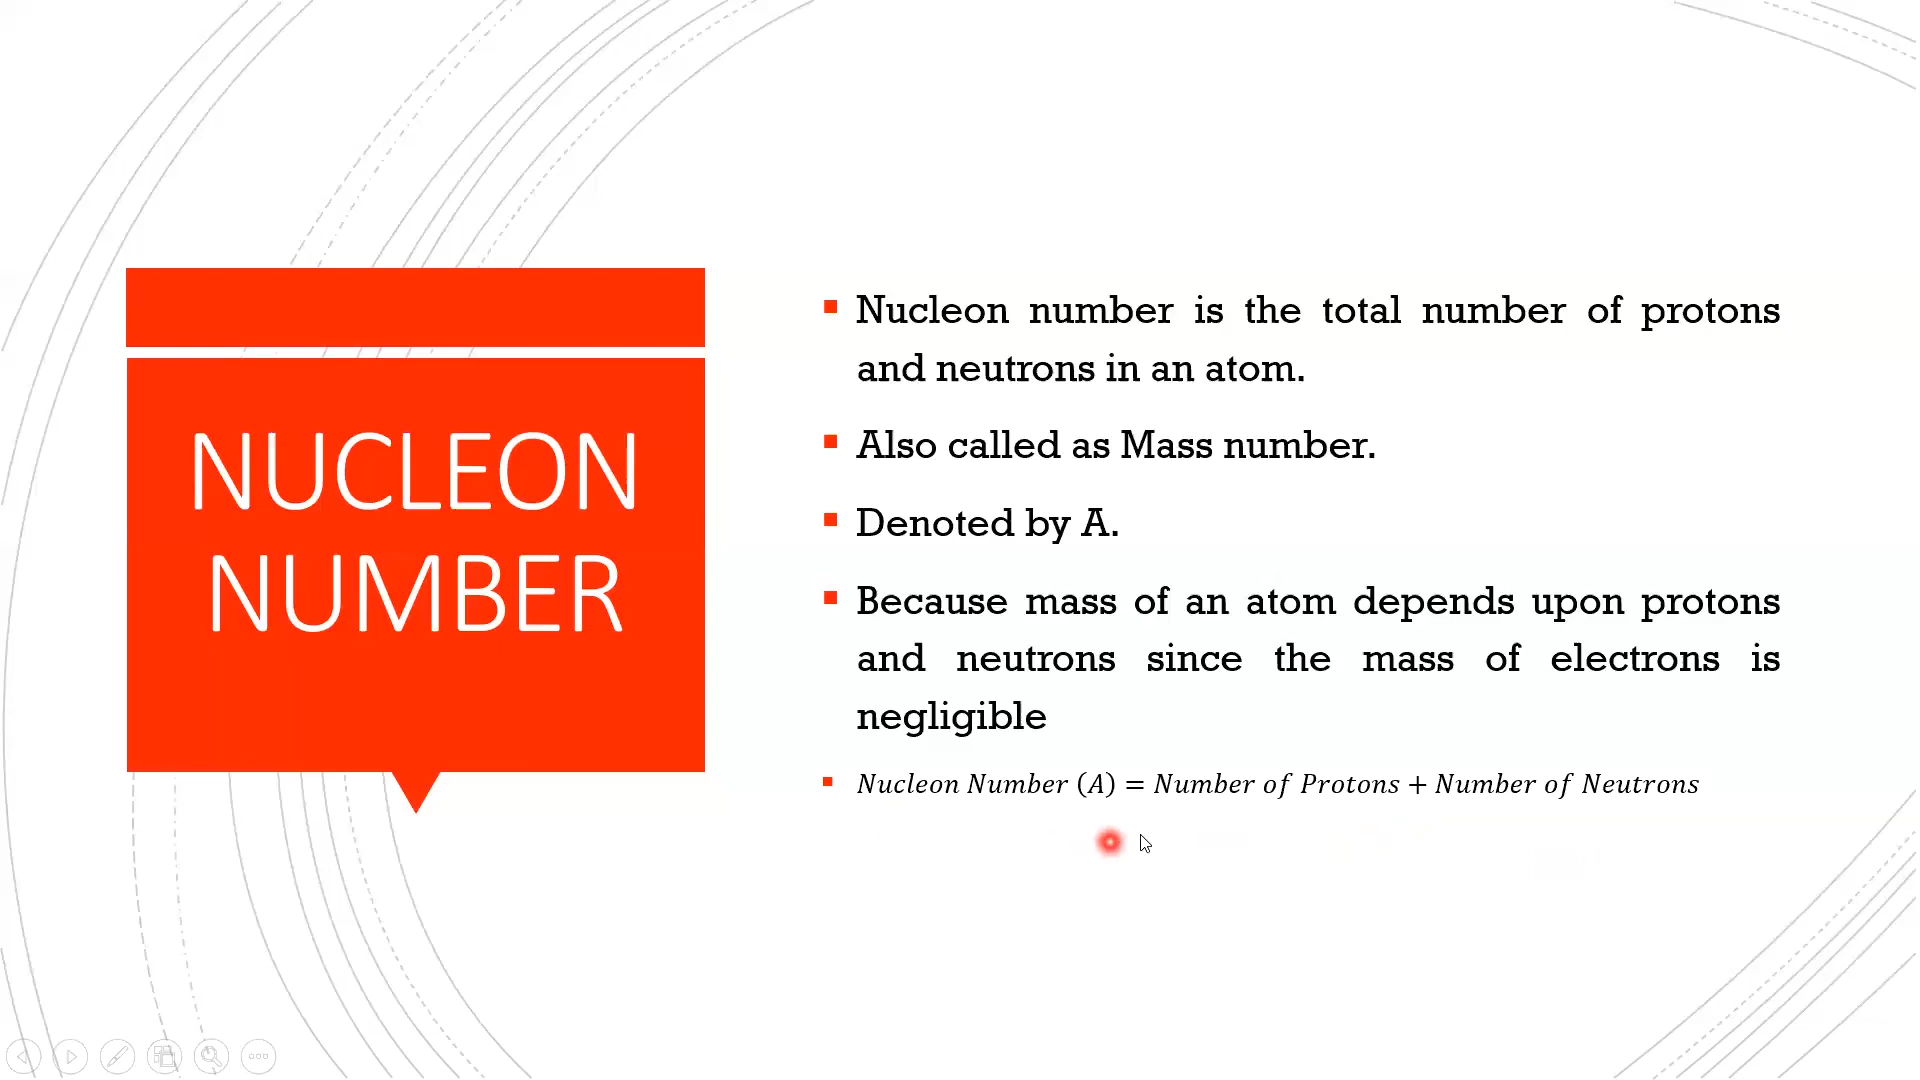 NUCLEON
NUMBER
Nucleon number is the total number of protons
and neutrons in an atom.
Also called as Mass number.
Denoted by A.
Because mass of an atom depends upon protons
and neutrons since the mass of electrons is
negligible
Nucleon Number (A) = Number of Protons + Number of Neutrons